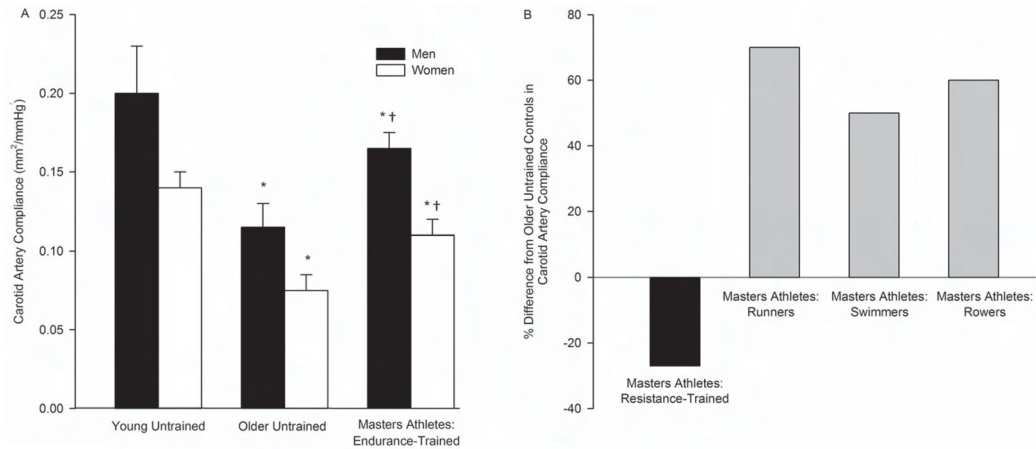 A
Carotid Artery Compliance (mm²/mmHg)
0.25
0.20
0.15
0.10
0.05
0.00
Men
Women
*
*
* †
* †
Young Untrained
Older Untrained
Masters Athletes:
Endurance-Trained
B
% Difference from Older Untrained Controls in
Carotid Artery Compliance
80
60
40
20
0
-20
-40
Masters Athletes:
Resistance-Trained
Masters Athletes:
Runners
Masters Athletes:
Swimmers
Masters Athletes:
Rowers